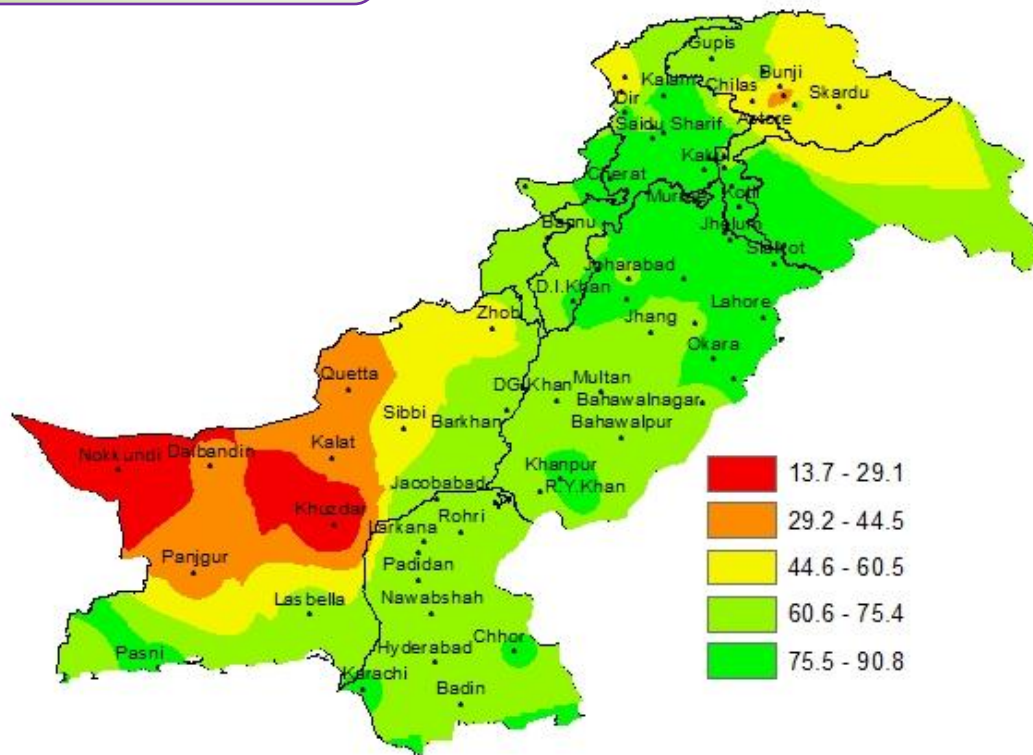 Gupis
Bunji
Kalam
Chilas
Skardu
Dir
Astore
Saidu Sharif
Kakul
Cherat
Kotli
Jhelum
Bannu
Sialkot
Joharabad
D.I.Khan
Lahore
Zhob
Jhang
Okara
Quetta
DG.Khan
Multan
Bahawalnagar
Sibbi
Barkhan
Bahawalpur
Kalat
Nokkundi
Dalbandin
Khanpur
R.Y.Khan
Jacobabad
Khuzdar
Rohri
Larkana
Panjgur
Padidan
Lasbella
Nawabshah
Pasni
Hyderabad
Chhor
Karachi
Badin
13.7 - 29.1
29.2 - 44.5
44.6 - 60.5
60.6 - 75.4
75.5 - 90.8